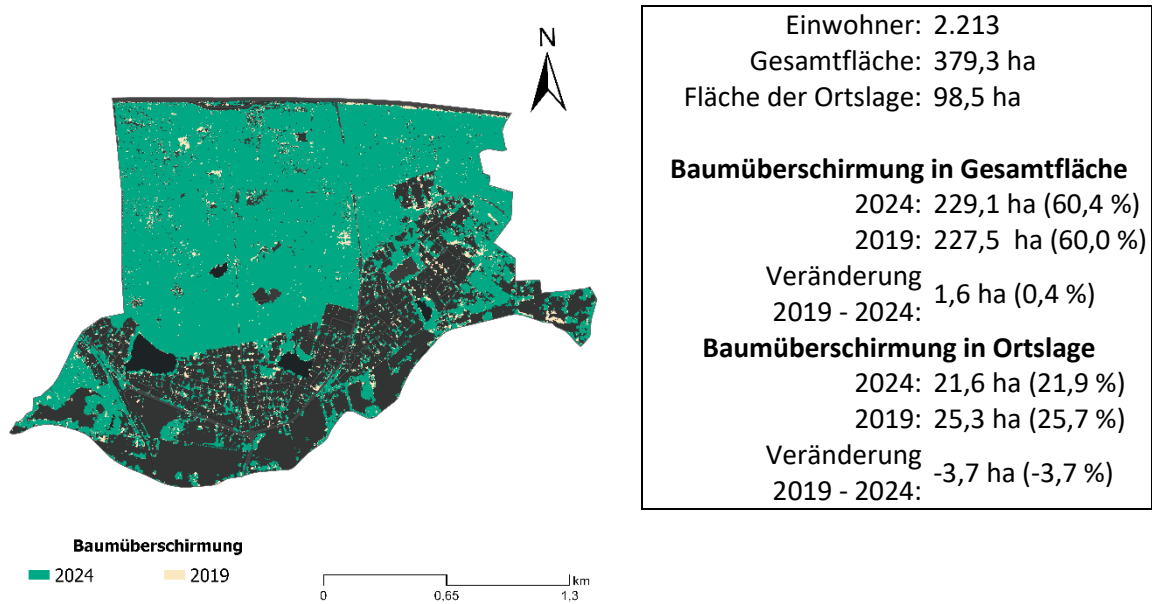 N
Baumüberschirmung
2024 2019
km
0 0,65 1,3
Einwohner: 2.213
Gesamtfläche: 379,3 ha
Fläche der Ortslage: 98,5 ha
Baumüberschirmung in Gesamtfläche
2024: 229,1 ha (60,4 %)
2019: 227,5 ha (60,0 %)
Veränderung
2019 - 2024: 1,6 ha (0,4 %)
Baumüberschirmung in Ortslage
2024: 21,6 ha (21,9 %)
2019: 25,3 ha (25,7 %)
Veränderung
2019 - 2024: -3,7 ha (-3,7 %)